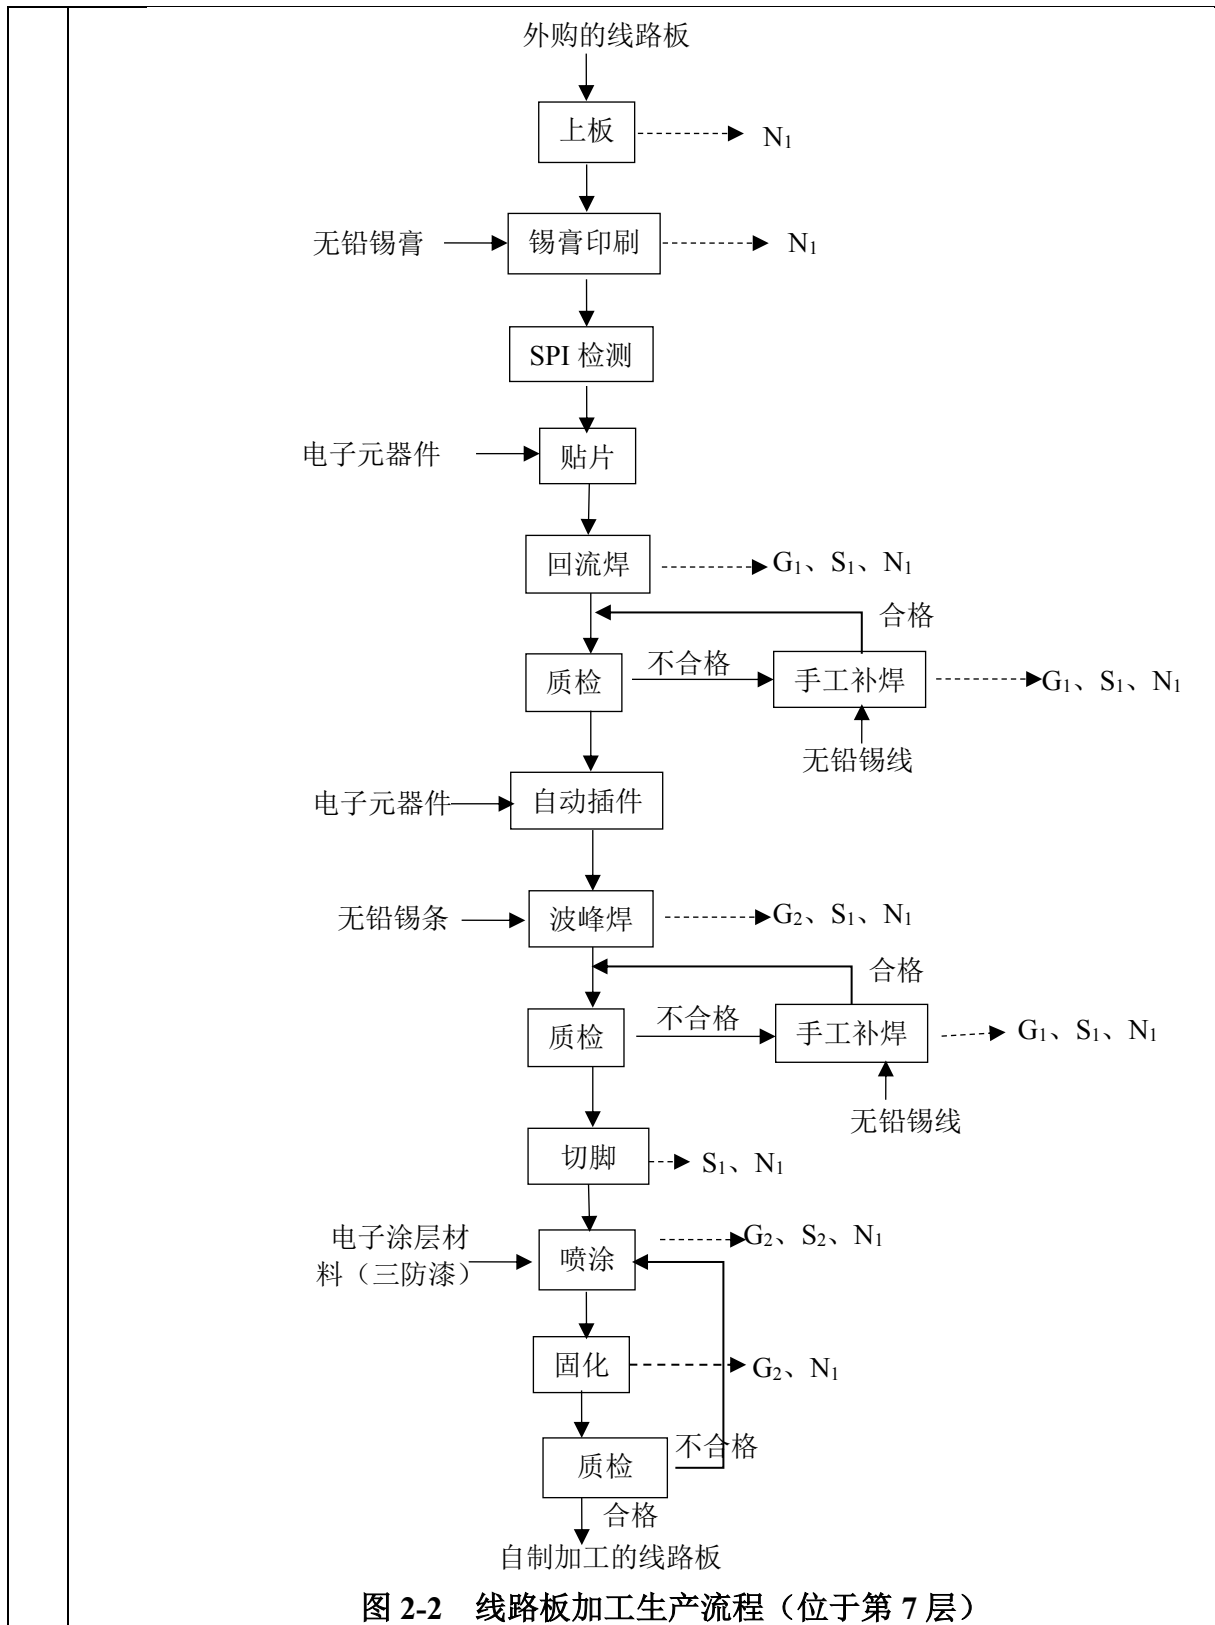 外购的线路板
上板
N₁
无铅锡膏
锡膏印刷
N₁
SPI 检测
电子元器件
贴片
回流焊
G₁、S₁、N₁
合格
质检
不合格
手工补焊
G₁、S₁、N₁
无铅锡线
电子元器件
自动插件
无铅锡条
波峰焊
G₂、S₁、N₁
合格
质检
不合格
手工补焊
G₁、S₁、N₁
无铅锡线
切脚
S₁、N₁
电子涂层材
料（三防漆）
喷涂
G₂、S₂、N₁
固化
G₂、N₁
质检
不合格
合格
自制加工的线路板
图 2-2 线路板加工生产流程（位于第 7 层）